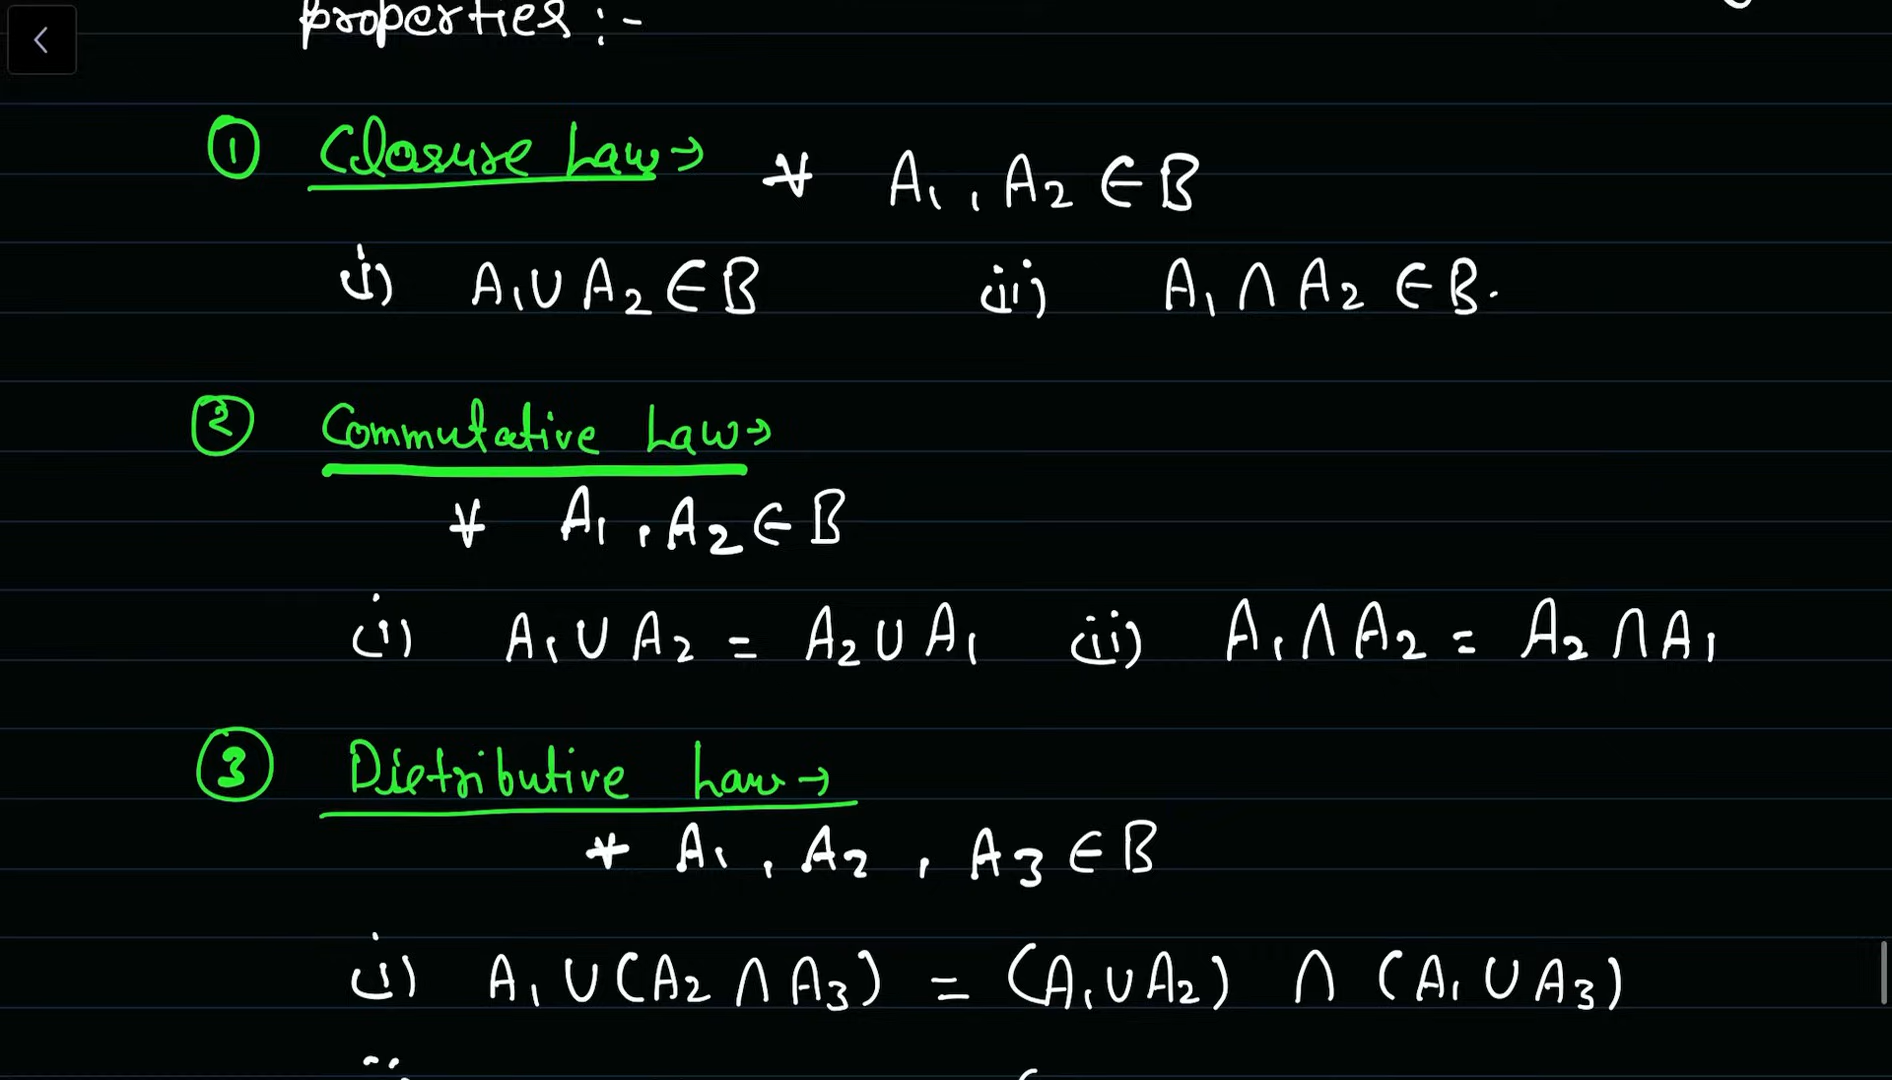 properties :-
① Closure Law → ∀ A₁, A₂ ∈ B
(i) A₁ ∪ A₂ ∈ B (ii) A₁ ∩ A₂ ∈ B.
② Commutative Law →
∀ A₁, A₂ ∈ B
(i) A₁ ∪ A₂ = A₂ ∪ A₁ (ii) A₁ ∩ A₂ = A₂ ∩ A₁
③ Distributive Law →
∀ A₁, A₂, A₃ ∈ B
(i) A₁ ∪ (A₂ ∩ A₃) = (A₁ ∪ A₂) ∩ (A₁ ∪ A₃)